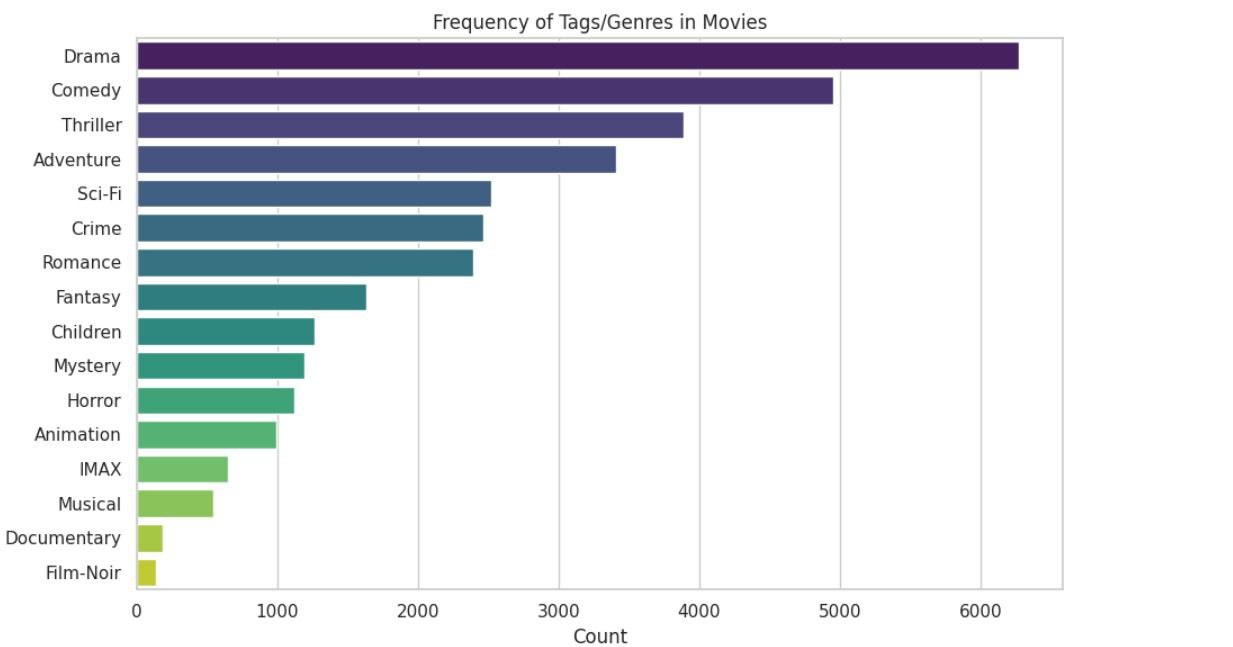 Frequency of Tags/Genres in Movies
Drama
Comedy
Thriller
Adventure
Sci-Fi
Crime
Romance
Fantasy
Children
Mystery
Horror
Animation
IMAX
Musical
Documentary
Film-Noir
0 1000 2000 3000 4000 5000 6000
Count